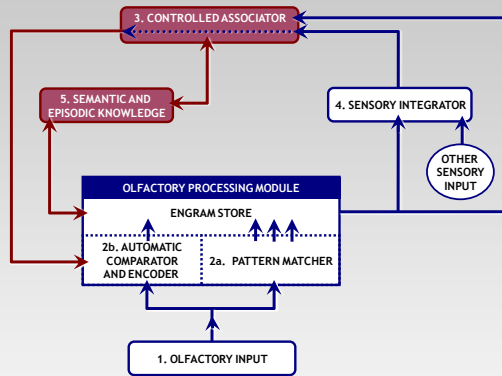 3. CONTROLLED ASSOCIATOR
5. SEMANTIC AND
EPISODIC KNOWLEDGE
4. SENSORY INTEGRATOR
OTHER
SENSORY
INPUT
OLFACTORY PROCESSING MODULE
ENGRAM STORE
2b. AUTOMATIC
COMPARATOR
AND ENCODER
2a. PATTERN MATCHER
1. OLFACTORY INPUT